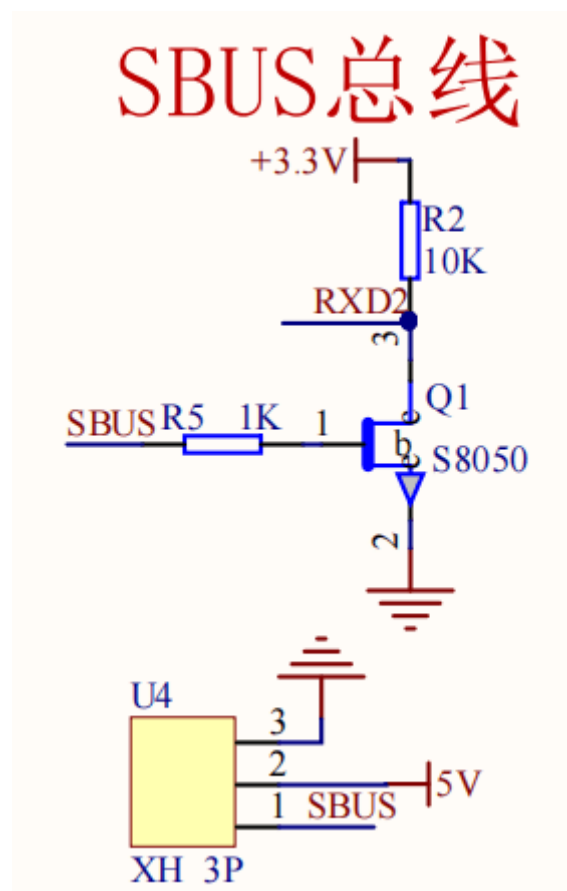 SBUS总线
+3.3V
R2
10K
RXD2
3
Q1
SBUS R5 1K 1
c
b
e
S8050
2
U4
3
2
5V
1 SBUS
XH 3P